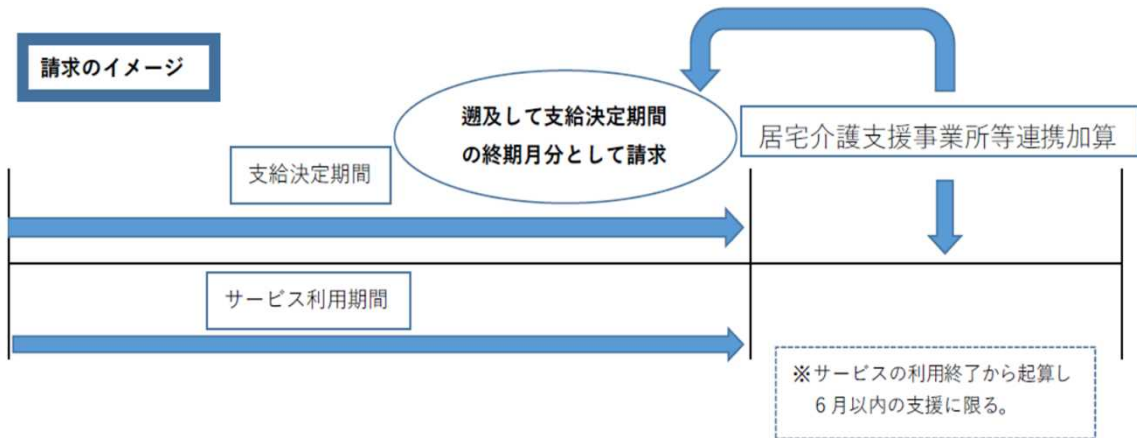 請求のイメージ
遡及して支給決定期間
の終期月分として請求
居宅介護支援事業所等連携加算
支給決定期間
サービス利用期間
※サービスの利用終了から起算し
6月以内の支援に限る。